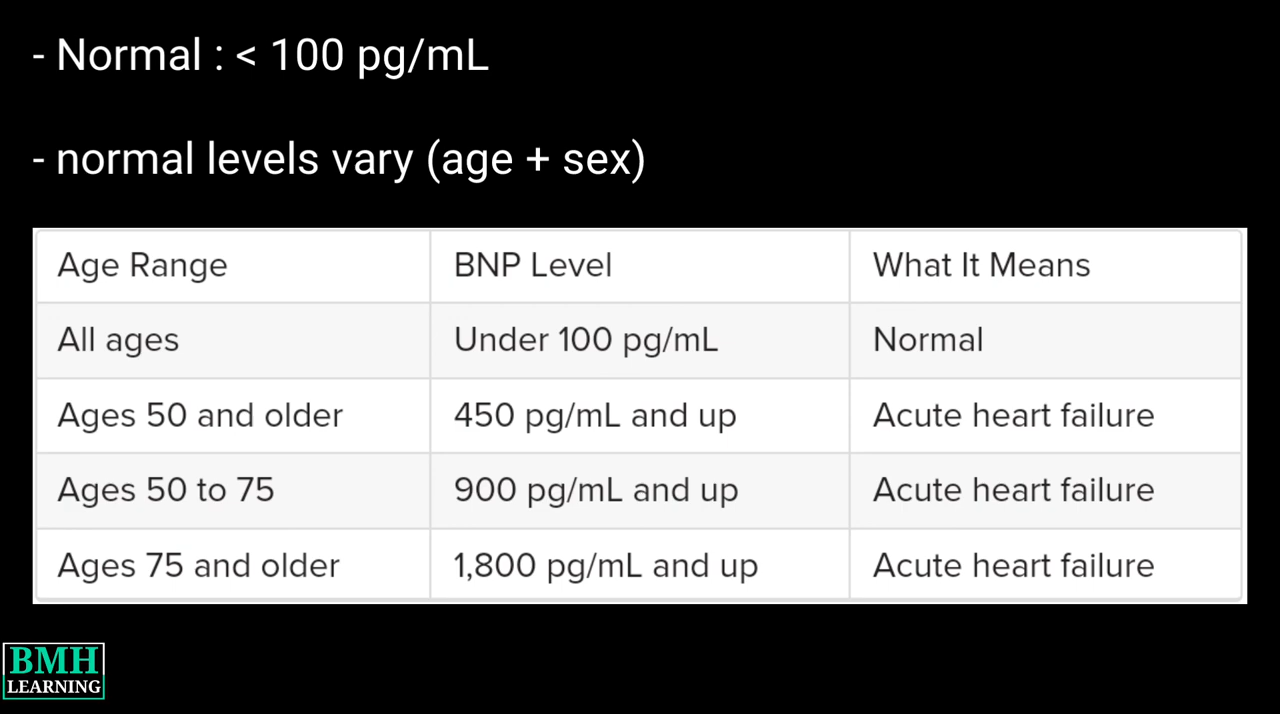 - Normal : < 100 pg/mL
- normal levels vary (age + sex)
Age Range BNP Level What It Means
All ages Under 100 pg/mL Normal
Ages 50 and older 450 pg/mL and up Acute heart failure
Ages 50 to 75 900 pg/mL and up Acute heart failure
Ages 75 and older 1,800 pg/mL and up Acute heart failure
BMH
LEARNING